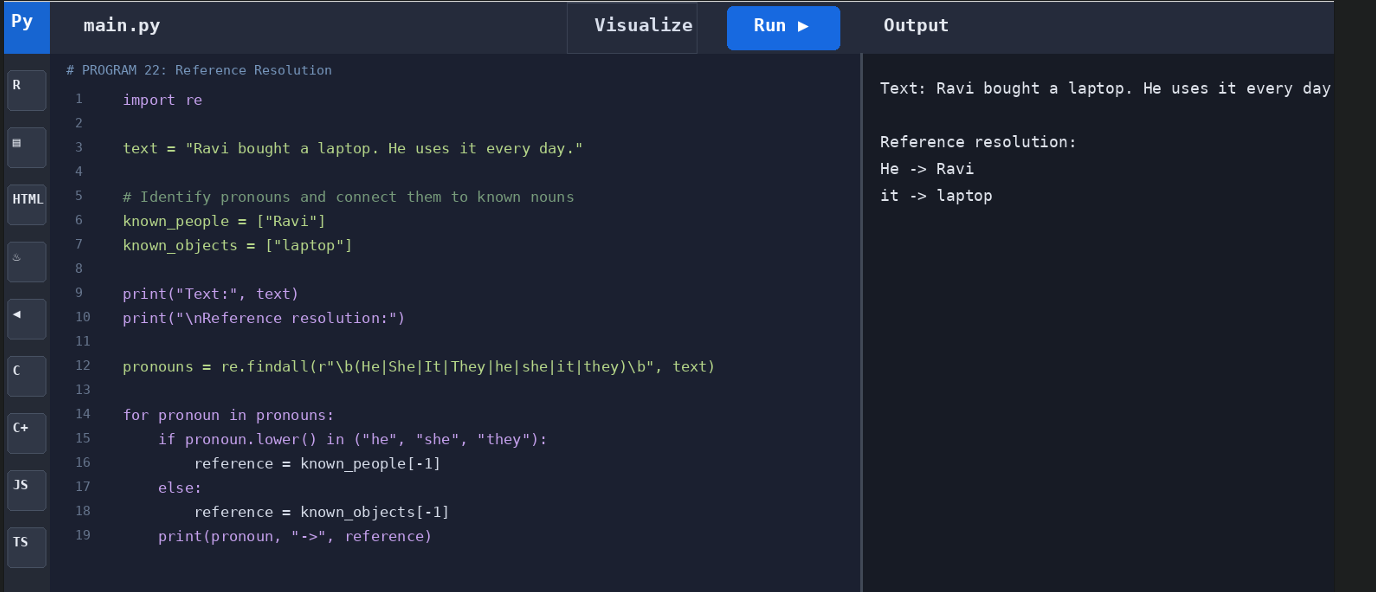 Py
main.py
Visualize
Run ▶
Output
R
HTML
C
C+
JS
TS
# PROGRAM 22: Reference Resolution
1 import re
2
3 text = "Ravi bought a laptop. He uses it every day."
4
5 # Identify pronouns and connect them to known nouns
6 known_people = ["Ravi"]
7 known_objects = ["laptop"]
8
9 print("Text:", text)
10 print("\nReference resolution:")
11
12 pronouns = re.findall(r"\b(He|She|It|They|he|she|it|they)\b", text)
13
14 for pronoun in pronouns:
15     if pronoun.lower() in ("he", "she", "they"):
16         reference = known_people[-1]
17     else:
18         reference = known_objects[-1]
19     print(pronoun, "->", reference)
Text: Ravi bought a laptop. He uses it every day
Reference resolution:
He -> Ravi
it -> laptop